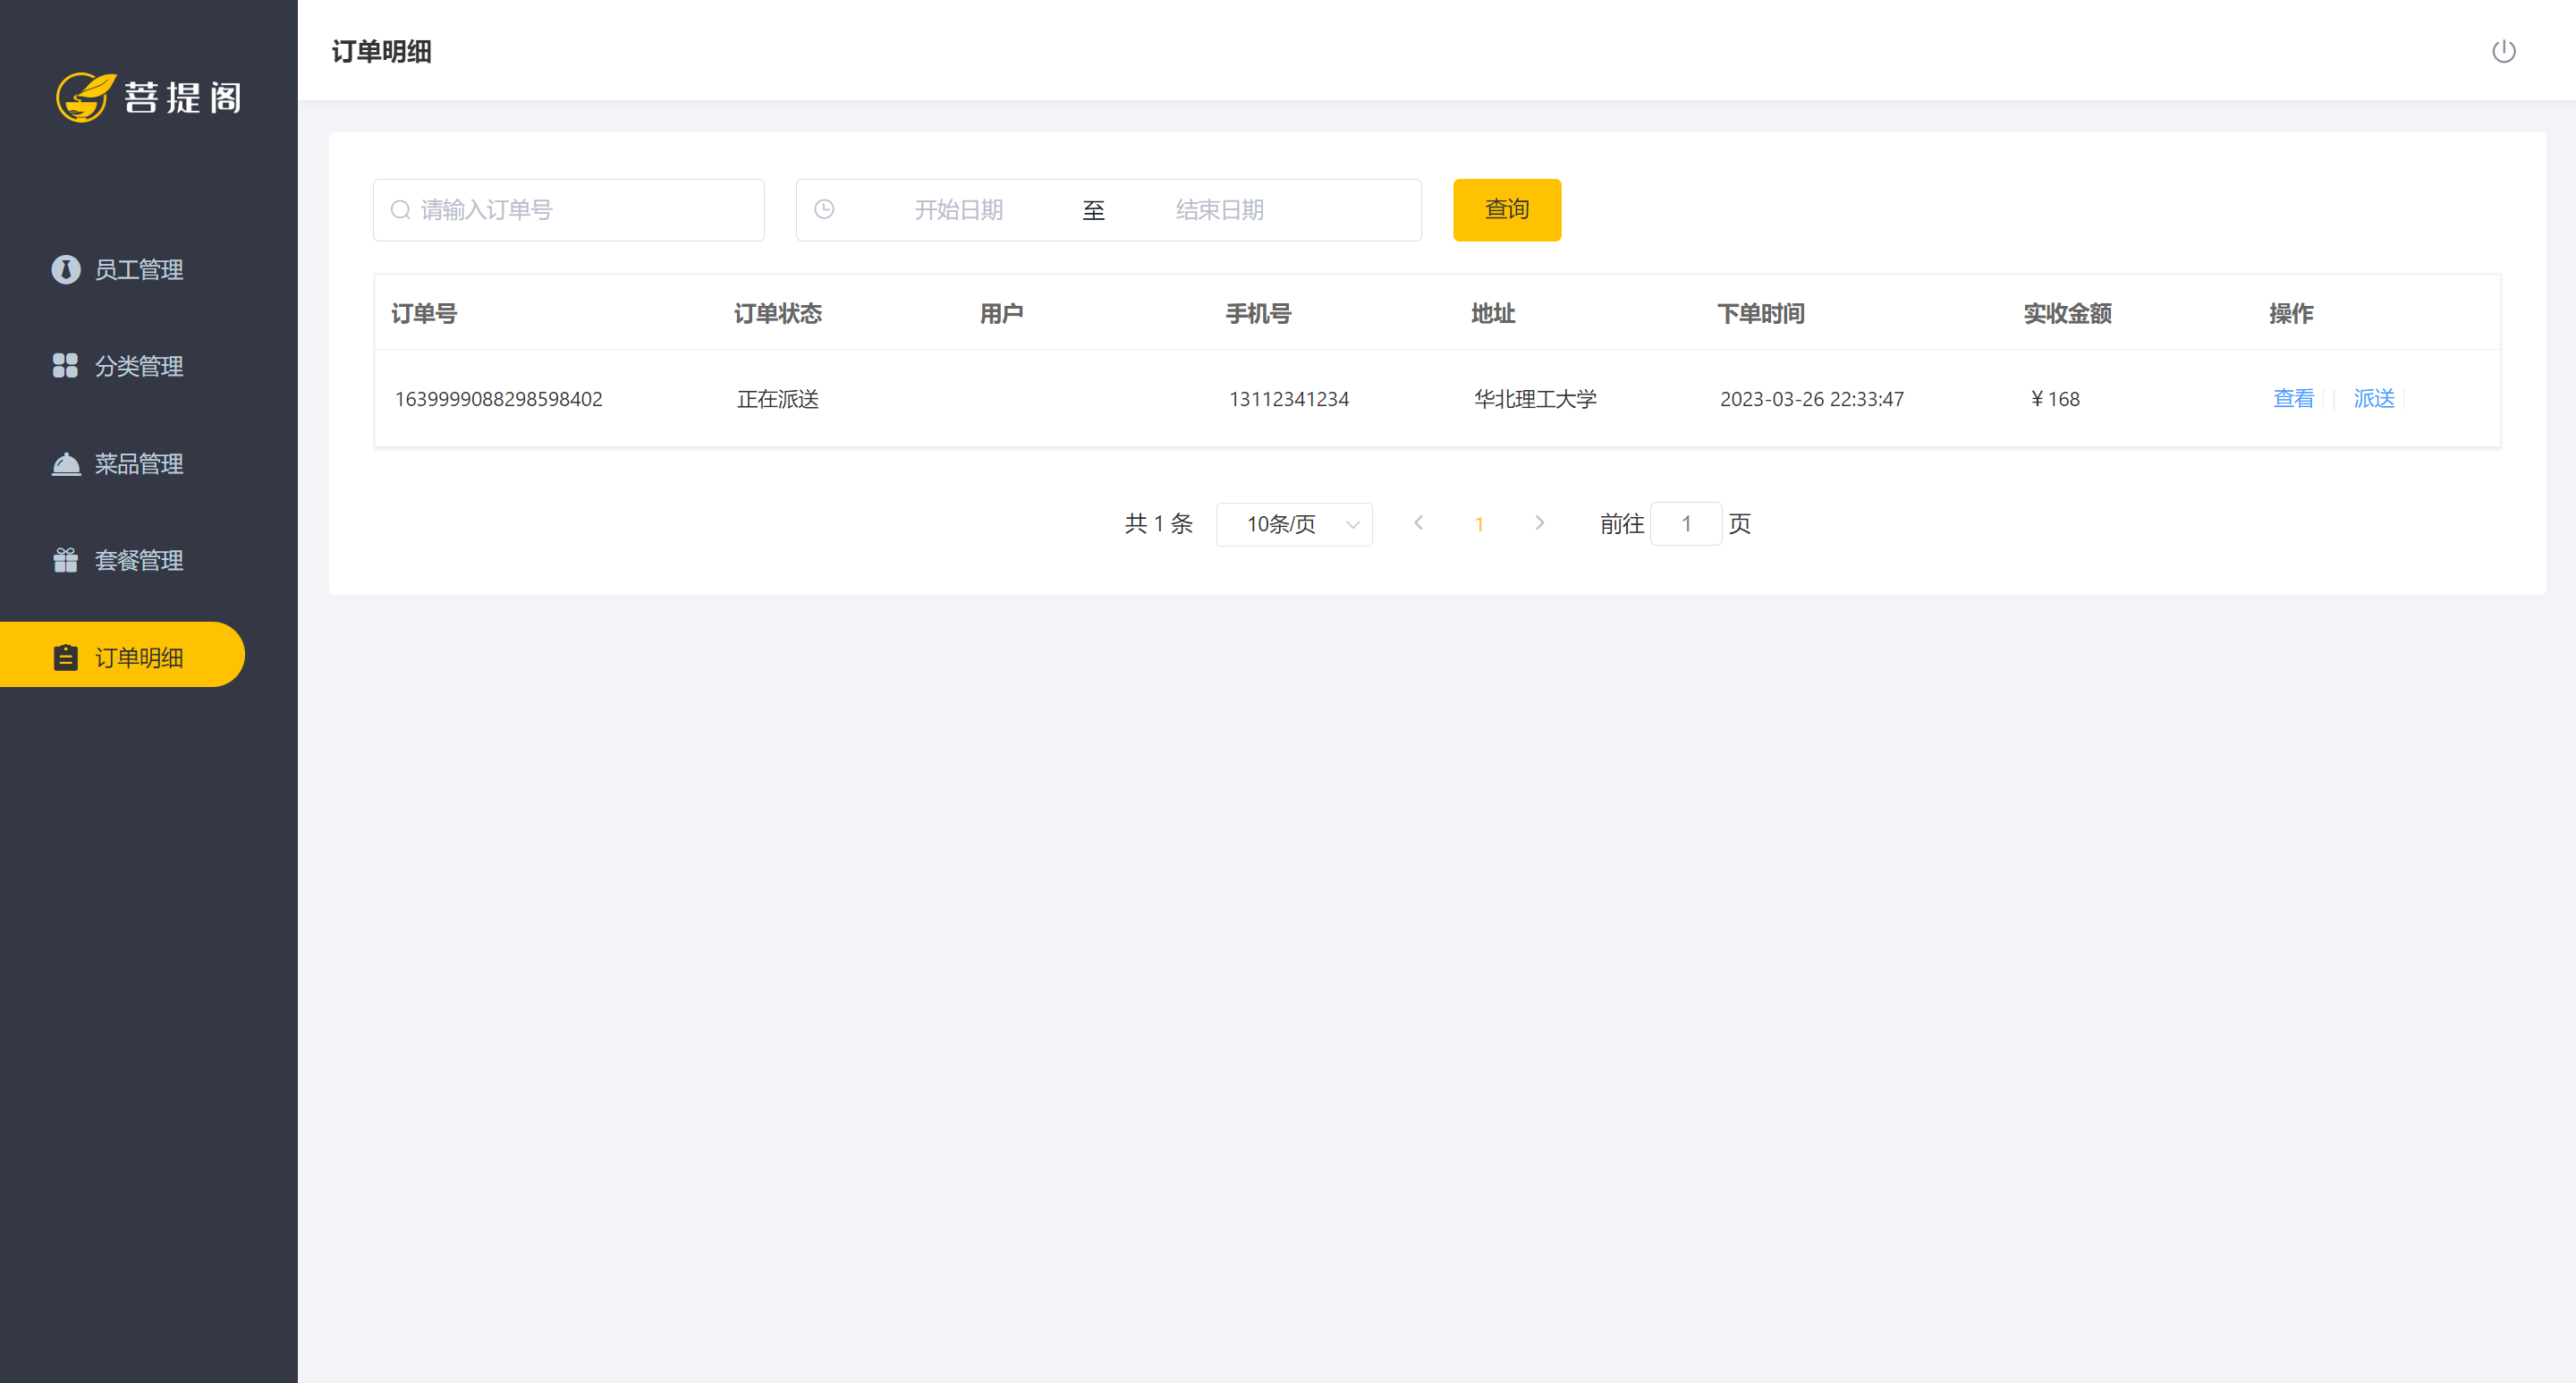 菩提阁
员工管理
分类管理
菜品管理
套餐管理
订单明细
订单明细
请输入订单号 开始日期 至 结束日期 查询
订单号 订单状态 用户 手机号 地址 下单时间 实收金额 操作
1639999088298598402 正在派送 13112341234 华北理工大学 2023-03-26 22:33:47 ￥168 查看 派送
共 1 条 10条/页 1 前往 1 页